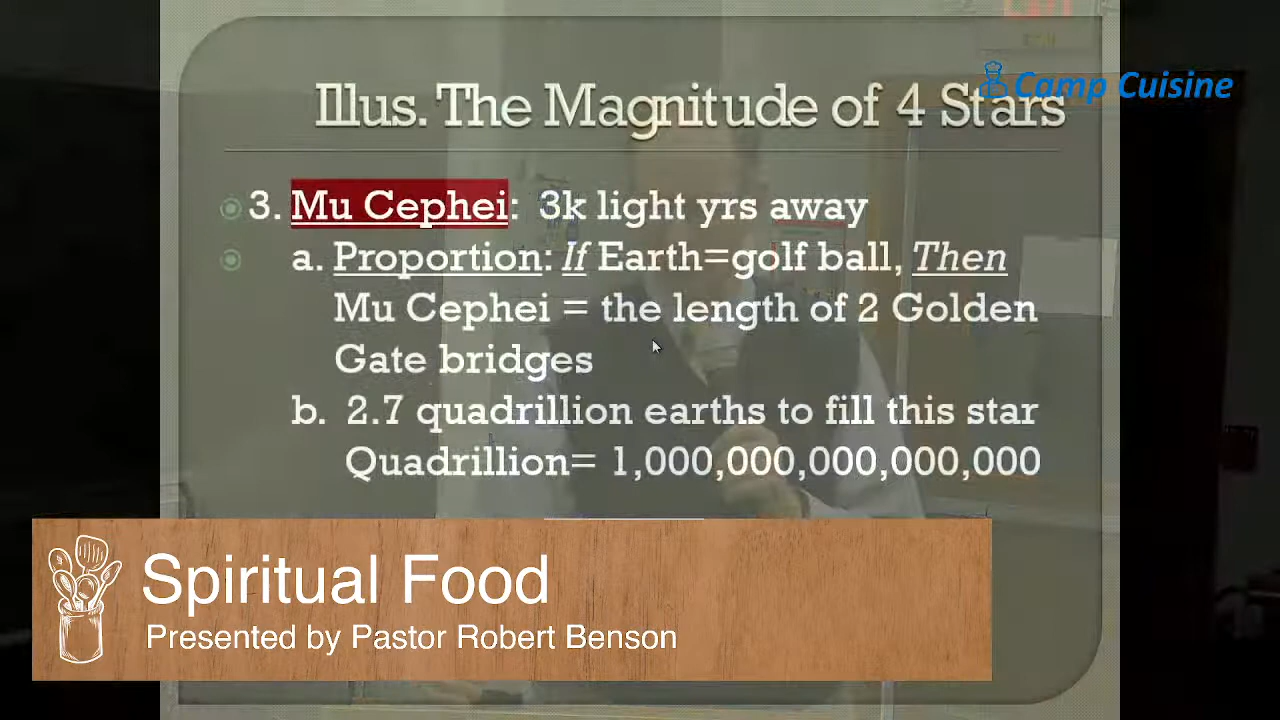 Camp Cuisine
Illus. The Magnitude of 4 Stars
3. Mu Cephei: 3k light yrs away
a. Proportion: If Earth=golf ball, Then
Mu Cephei = the length of 2 Golden
Gate bridges
b. 2.7 quadrillion earths to fill this star
Quadrillion= 1,000,000,000,000,000
Spiritual Food
Presented by Pastor Robert Benson